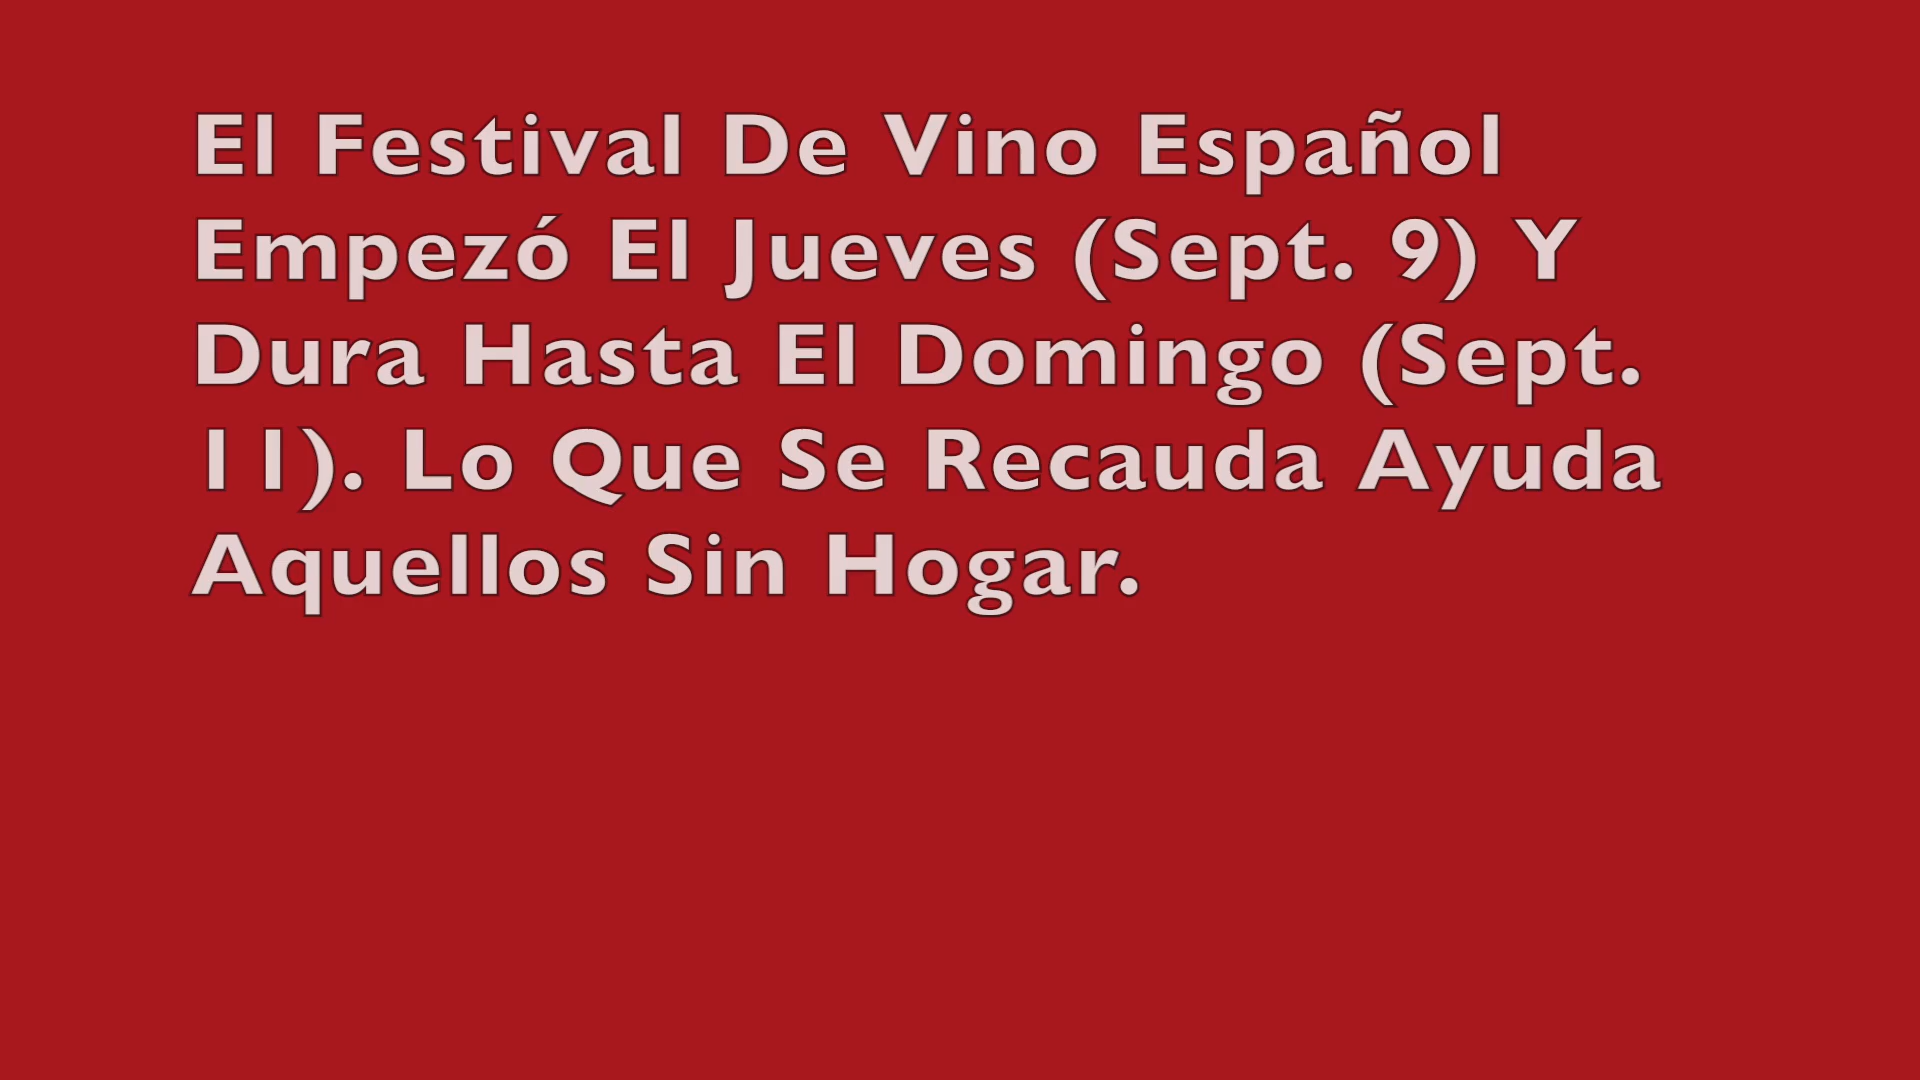 El Festival De Vino Español
Empezó El Jueves (Sept. 9) Y
Dura Hasta El Domingo (Sept.
11). Lo Que Se Recauda Ayuda
Aquellos Sin Hogar.